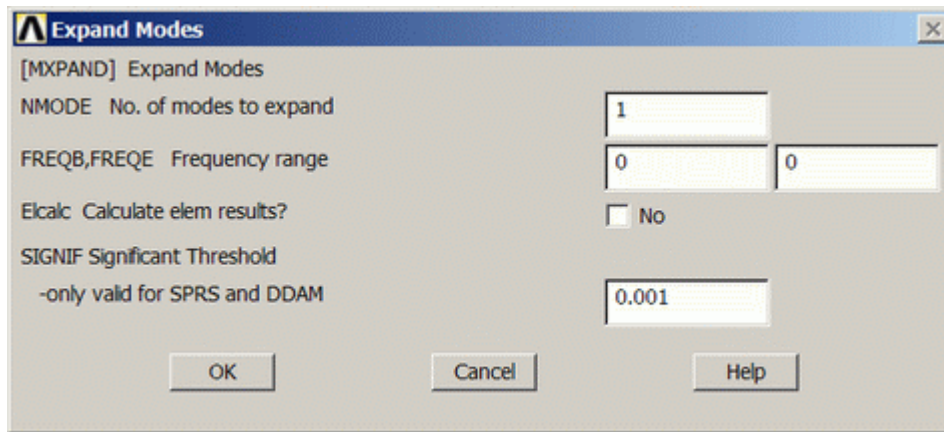 Expand Modes
[MXPAND] Expand Modes
NMODE No. of modes to expand 1
FREQB,FREQE Frequency range 0 0
Elcalc Calculate elem results? No
SIGNIF Significant Threshold
-only valid for SPRS and DDAM 0.001
OK Cancel Help